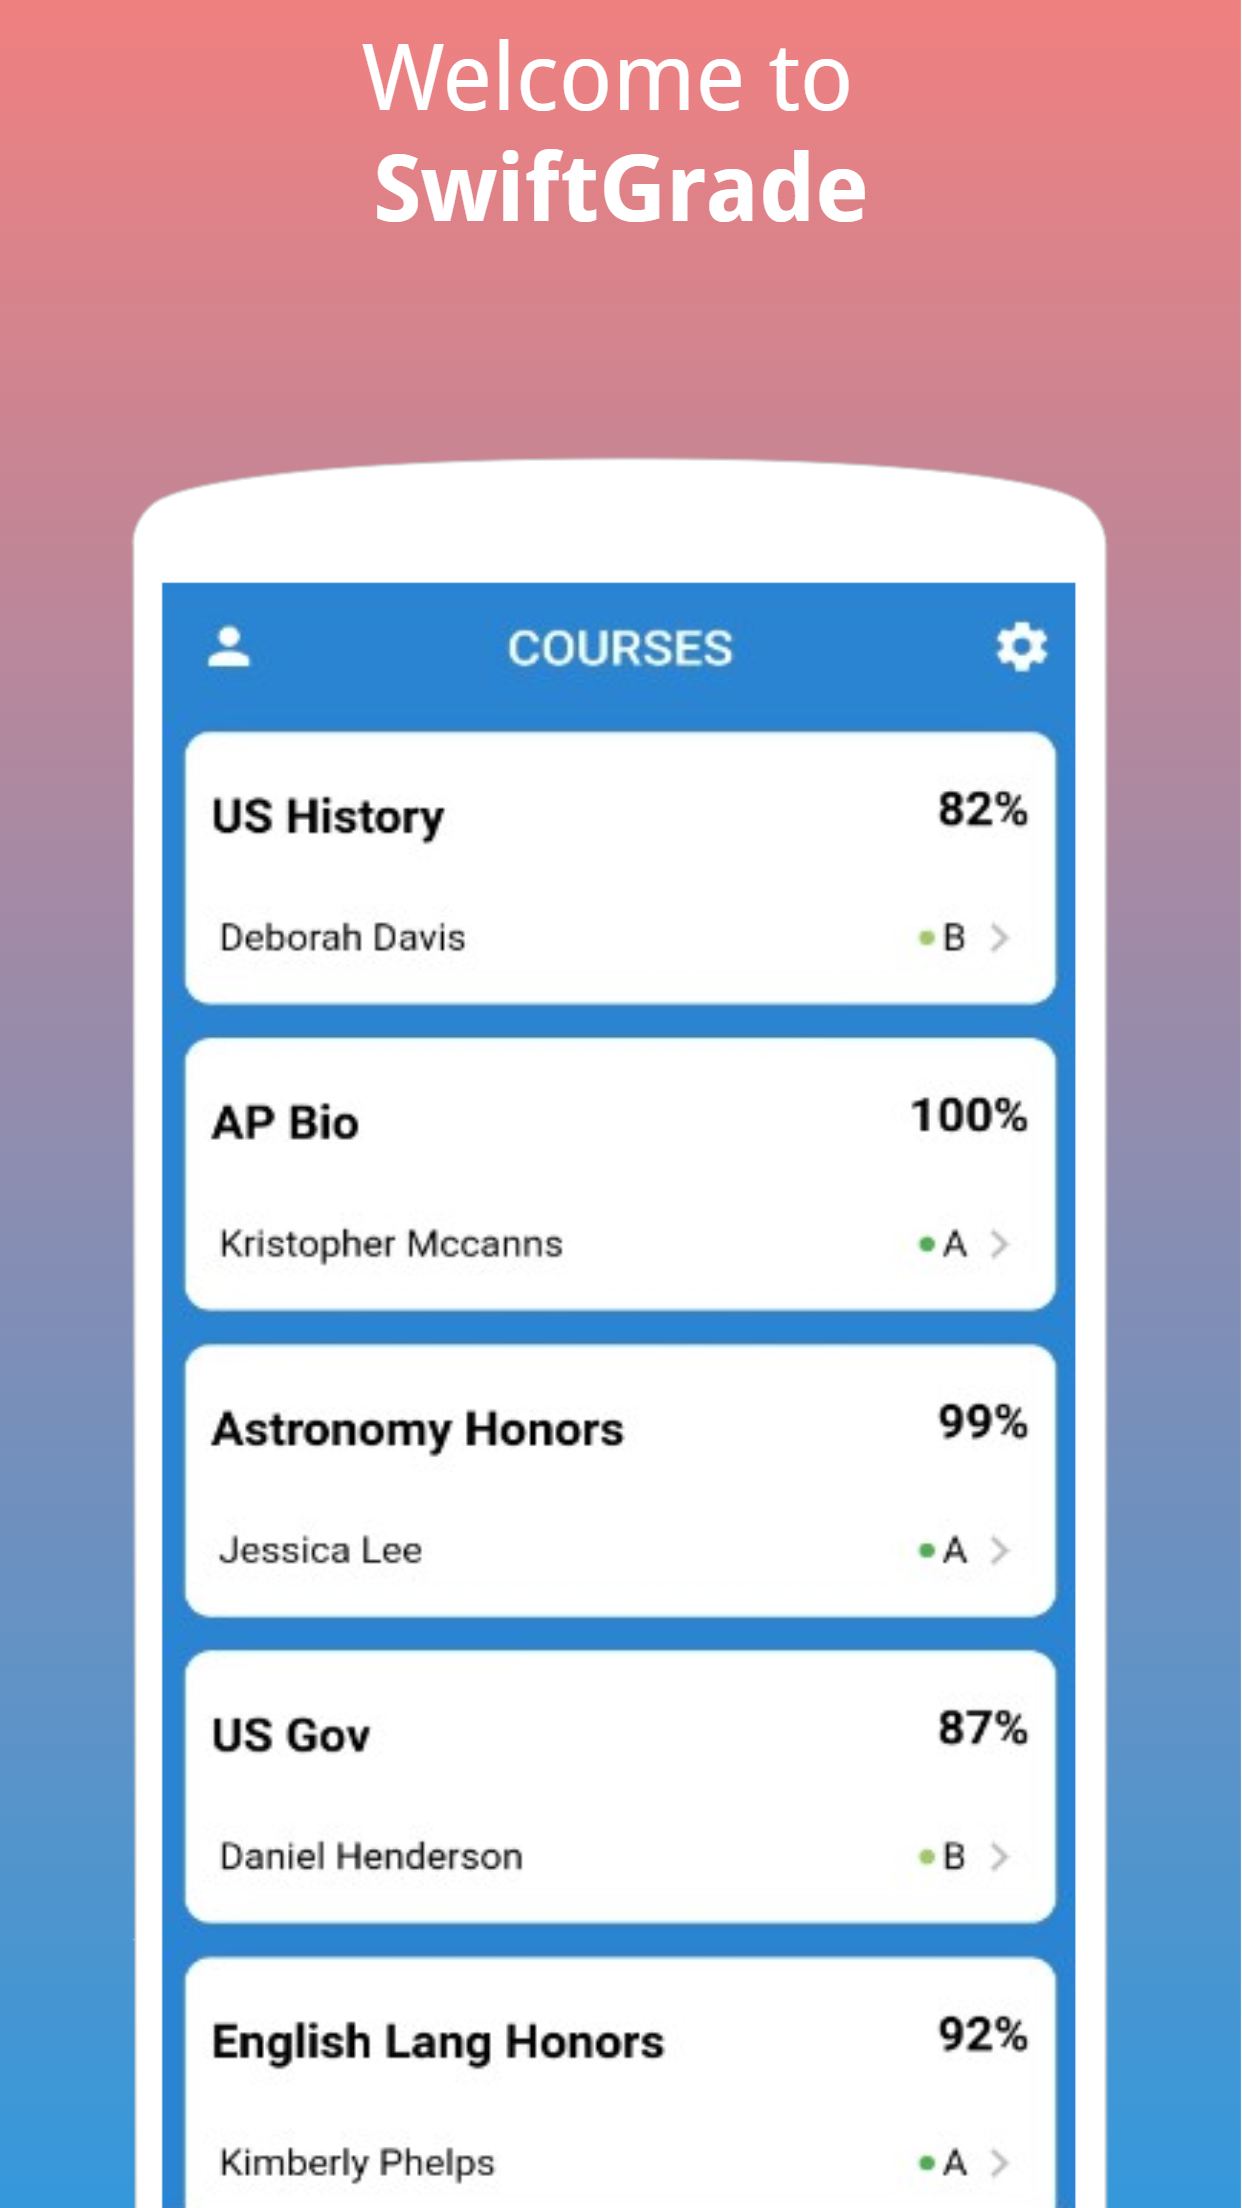 Welcome to
SwiftGrade
COURSES
US History 82%
Deborah Davis B
AP Bio 100%
Kristopher Mccanns A
Astronomy Honors 99%
Jessica Lee A
US Gov 87%
Daniel Henderson B
English Lang Honors 92%
Kimberly Phelps A